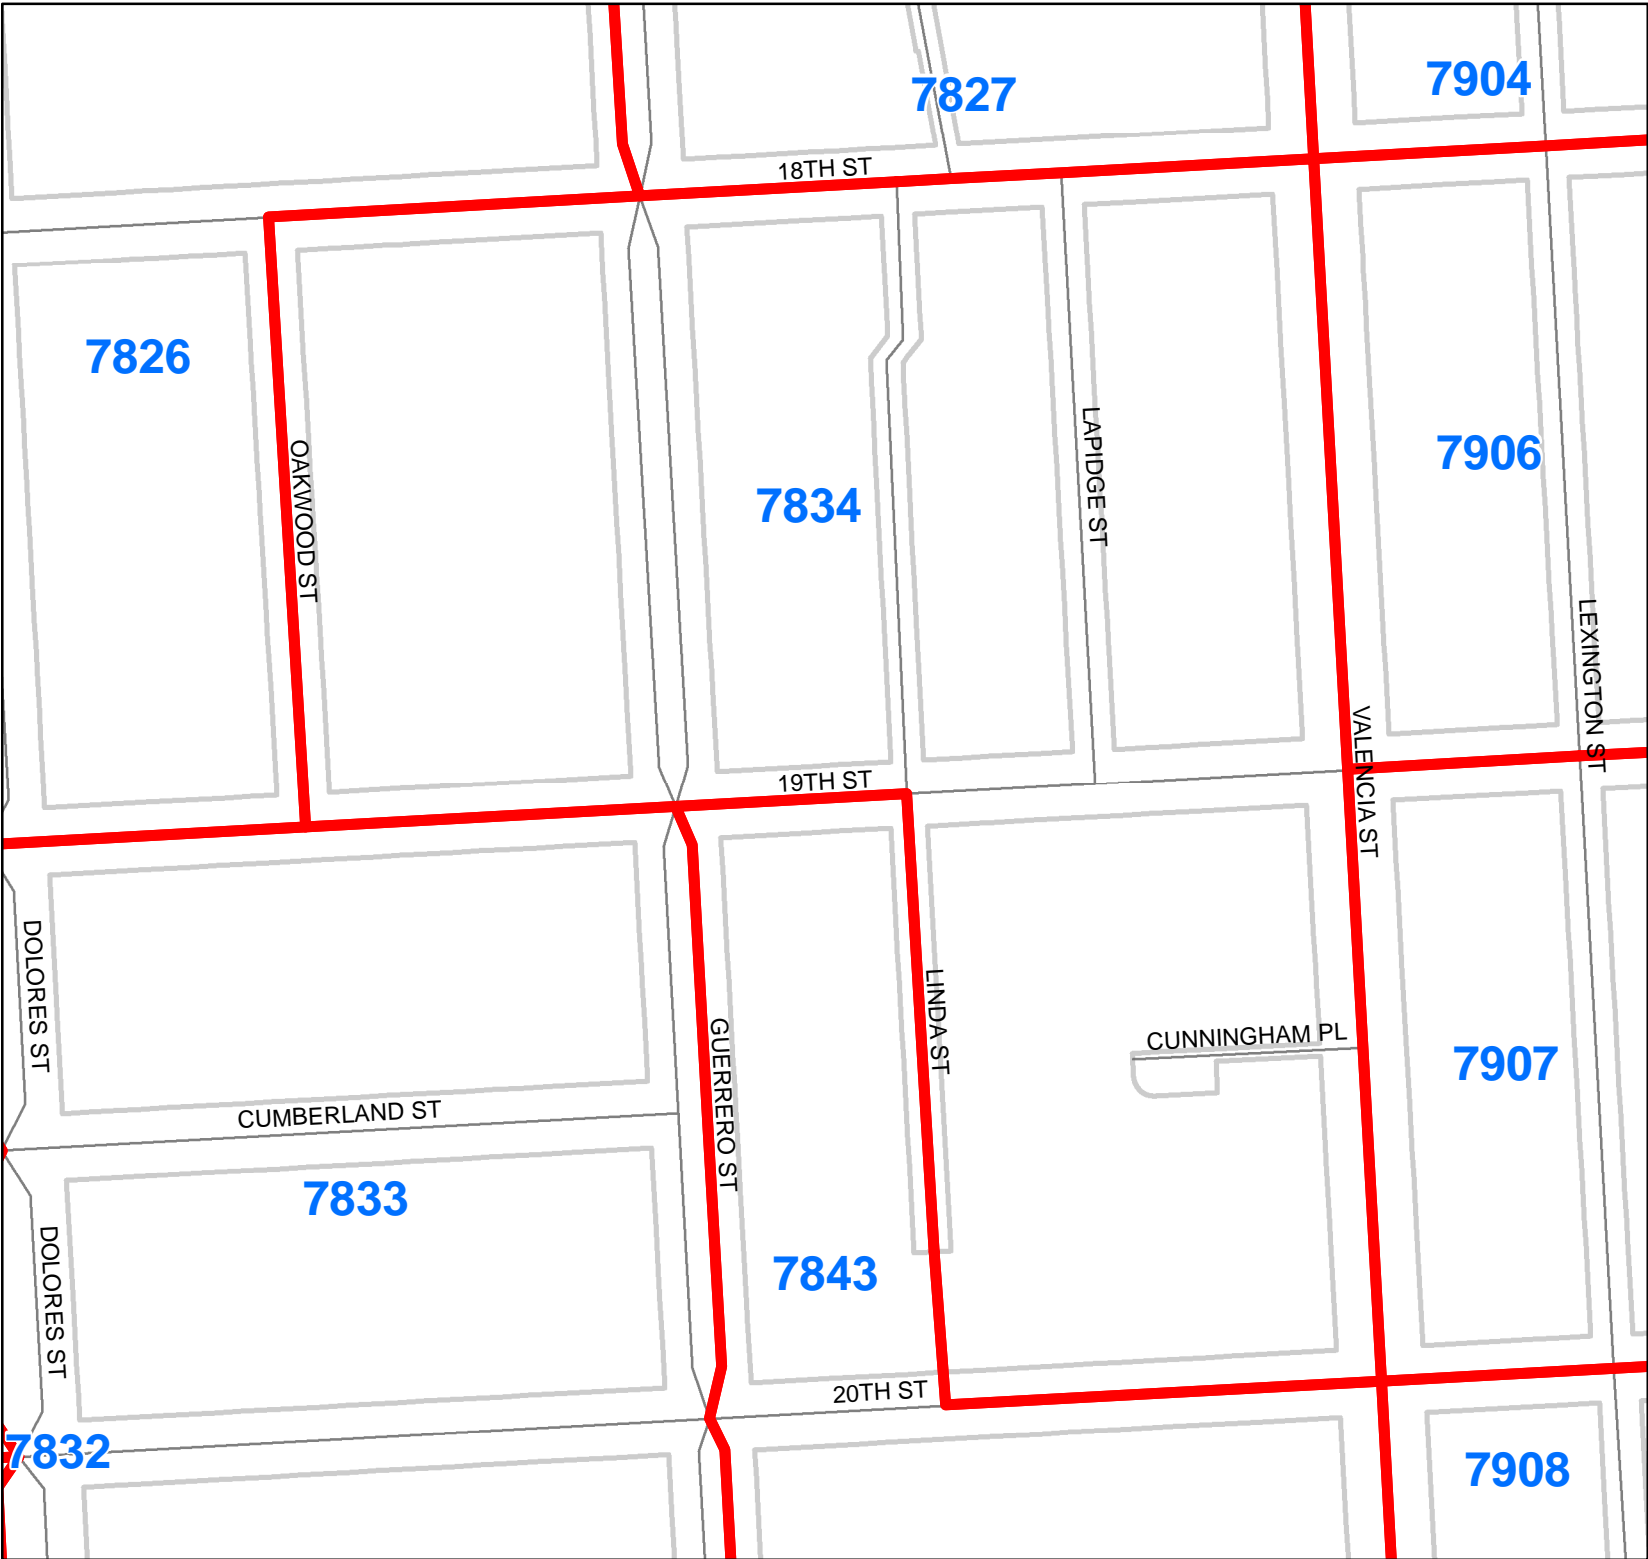 7904
7827
18TH ST
7826
OAKWOOD ST
7834
LAPIDGE ST
7906
LEXINGTON ST
VALENCIA ST
19TH ST
DOLORES ST
LINDA ST
GUERRERO ST
CUNNINGHAM PL
7907
CUMBERLAND ST
7833
DOLORES ST
7843
20TH ST
7832
7908